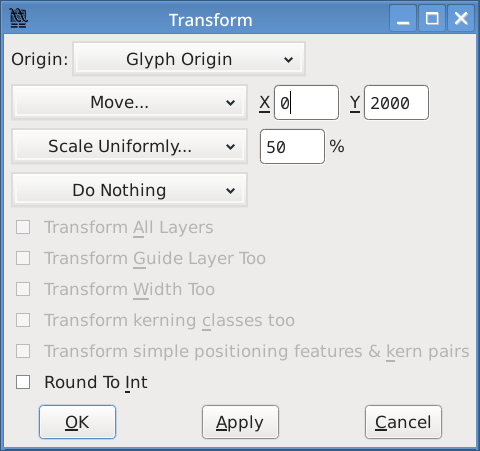 Transform
Origin: Glyph Origin
Move... X 0 Y 2000
Scale Uniformly... 50 %
Do Nothing
Transform All Layers
Transform Guide Layer Too
Transform Width Too
Transform kerning classes too
Transform simple positioning features & kern pairs
Round To Int
OK Apply Cancel